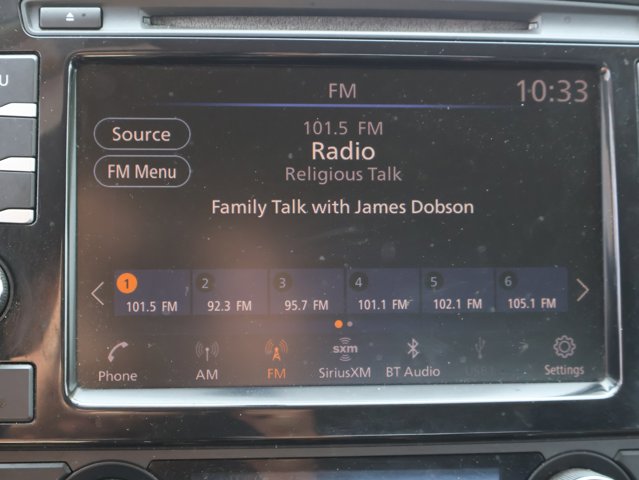 U
FM
10:33
Source
101.5 FM
FM Menu
Radio
Religious Talk
Family Talk with James Dobson
1 2 3 4 5 6
101.5 FM 92.3 FM 95.7 FM 101.1 FM 102.1 FM 105.1 FM
sxm
Phone AM FM SiriusXM BT Audio Settings